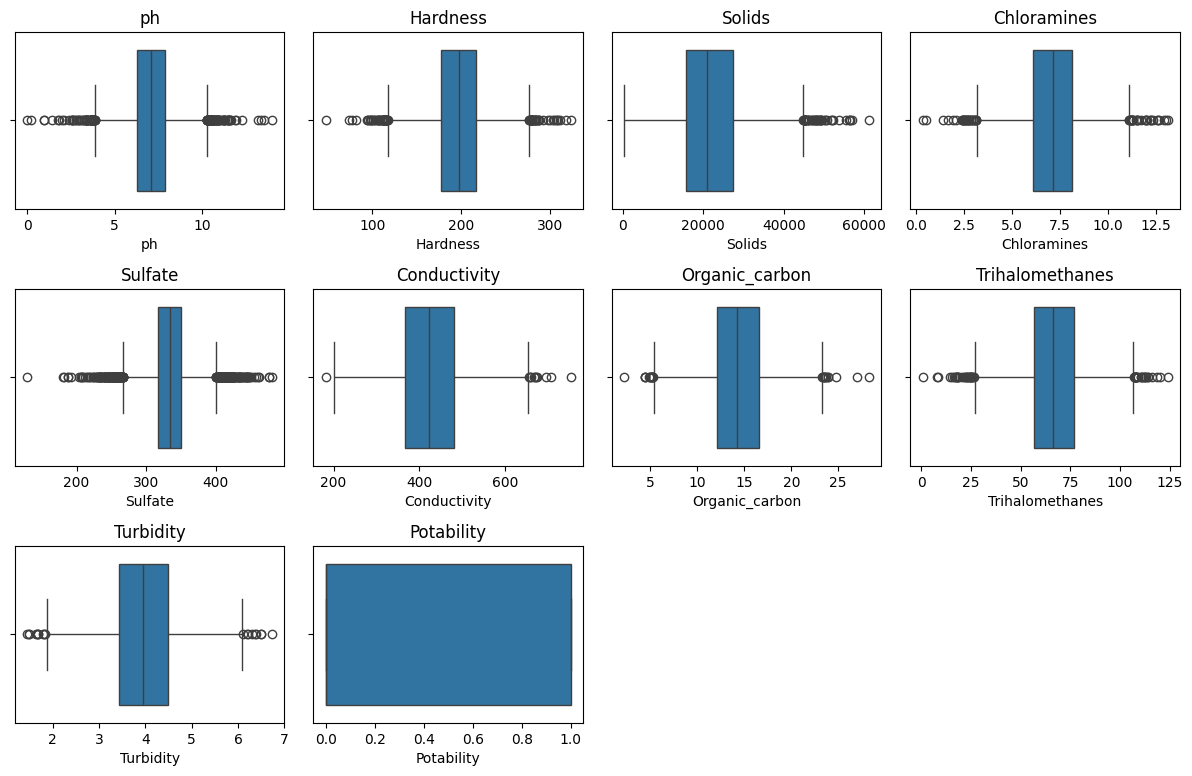 ph
Hardness
Solids
Chloramines
0 5 10
100 200 300
0 20000 40000 60000
0.0 2.5 5.0 7.5 10.0 12.5
ph
Hardness
Solids
Chloramines
Sulfate
Conductivity
Organic_carbon
Trihalomethanes
200 300 400
200 400 600
5 10 15 20 25
0 25 50 75 100 125
Sulfate
Conductivity
Organic_carbon
Trihalomethanes
Turbidity
Potability
2 3 4 5 6 7
0.0 0.2 0.4 0.6 0.8 1.0
Turbidity
Potability